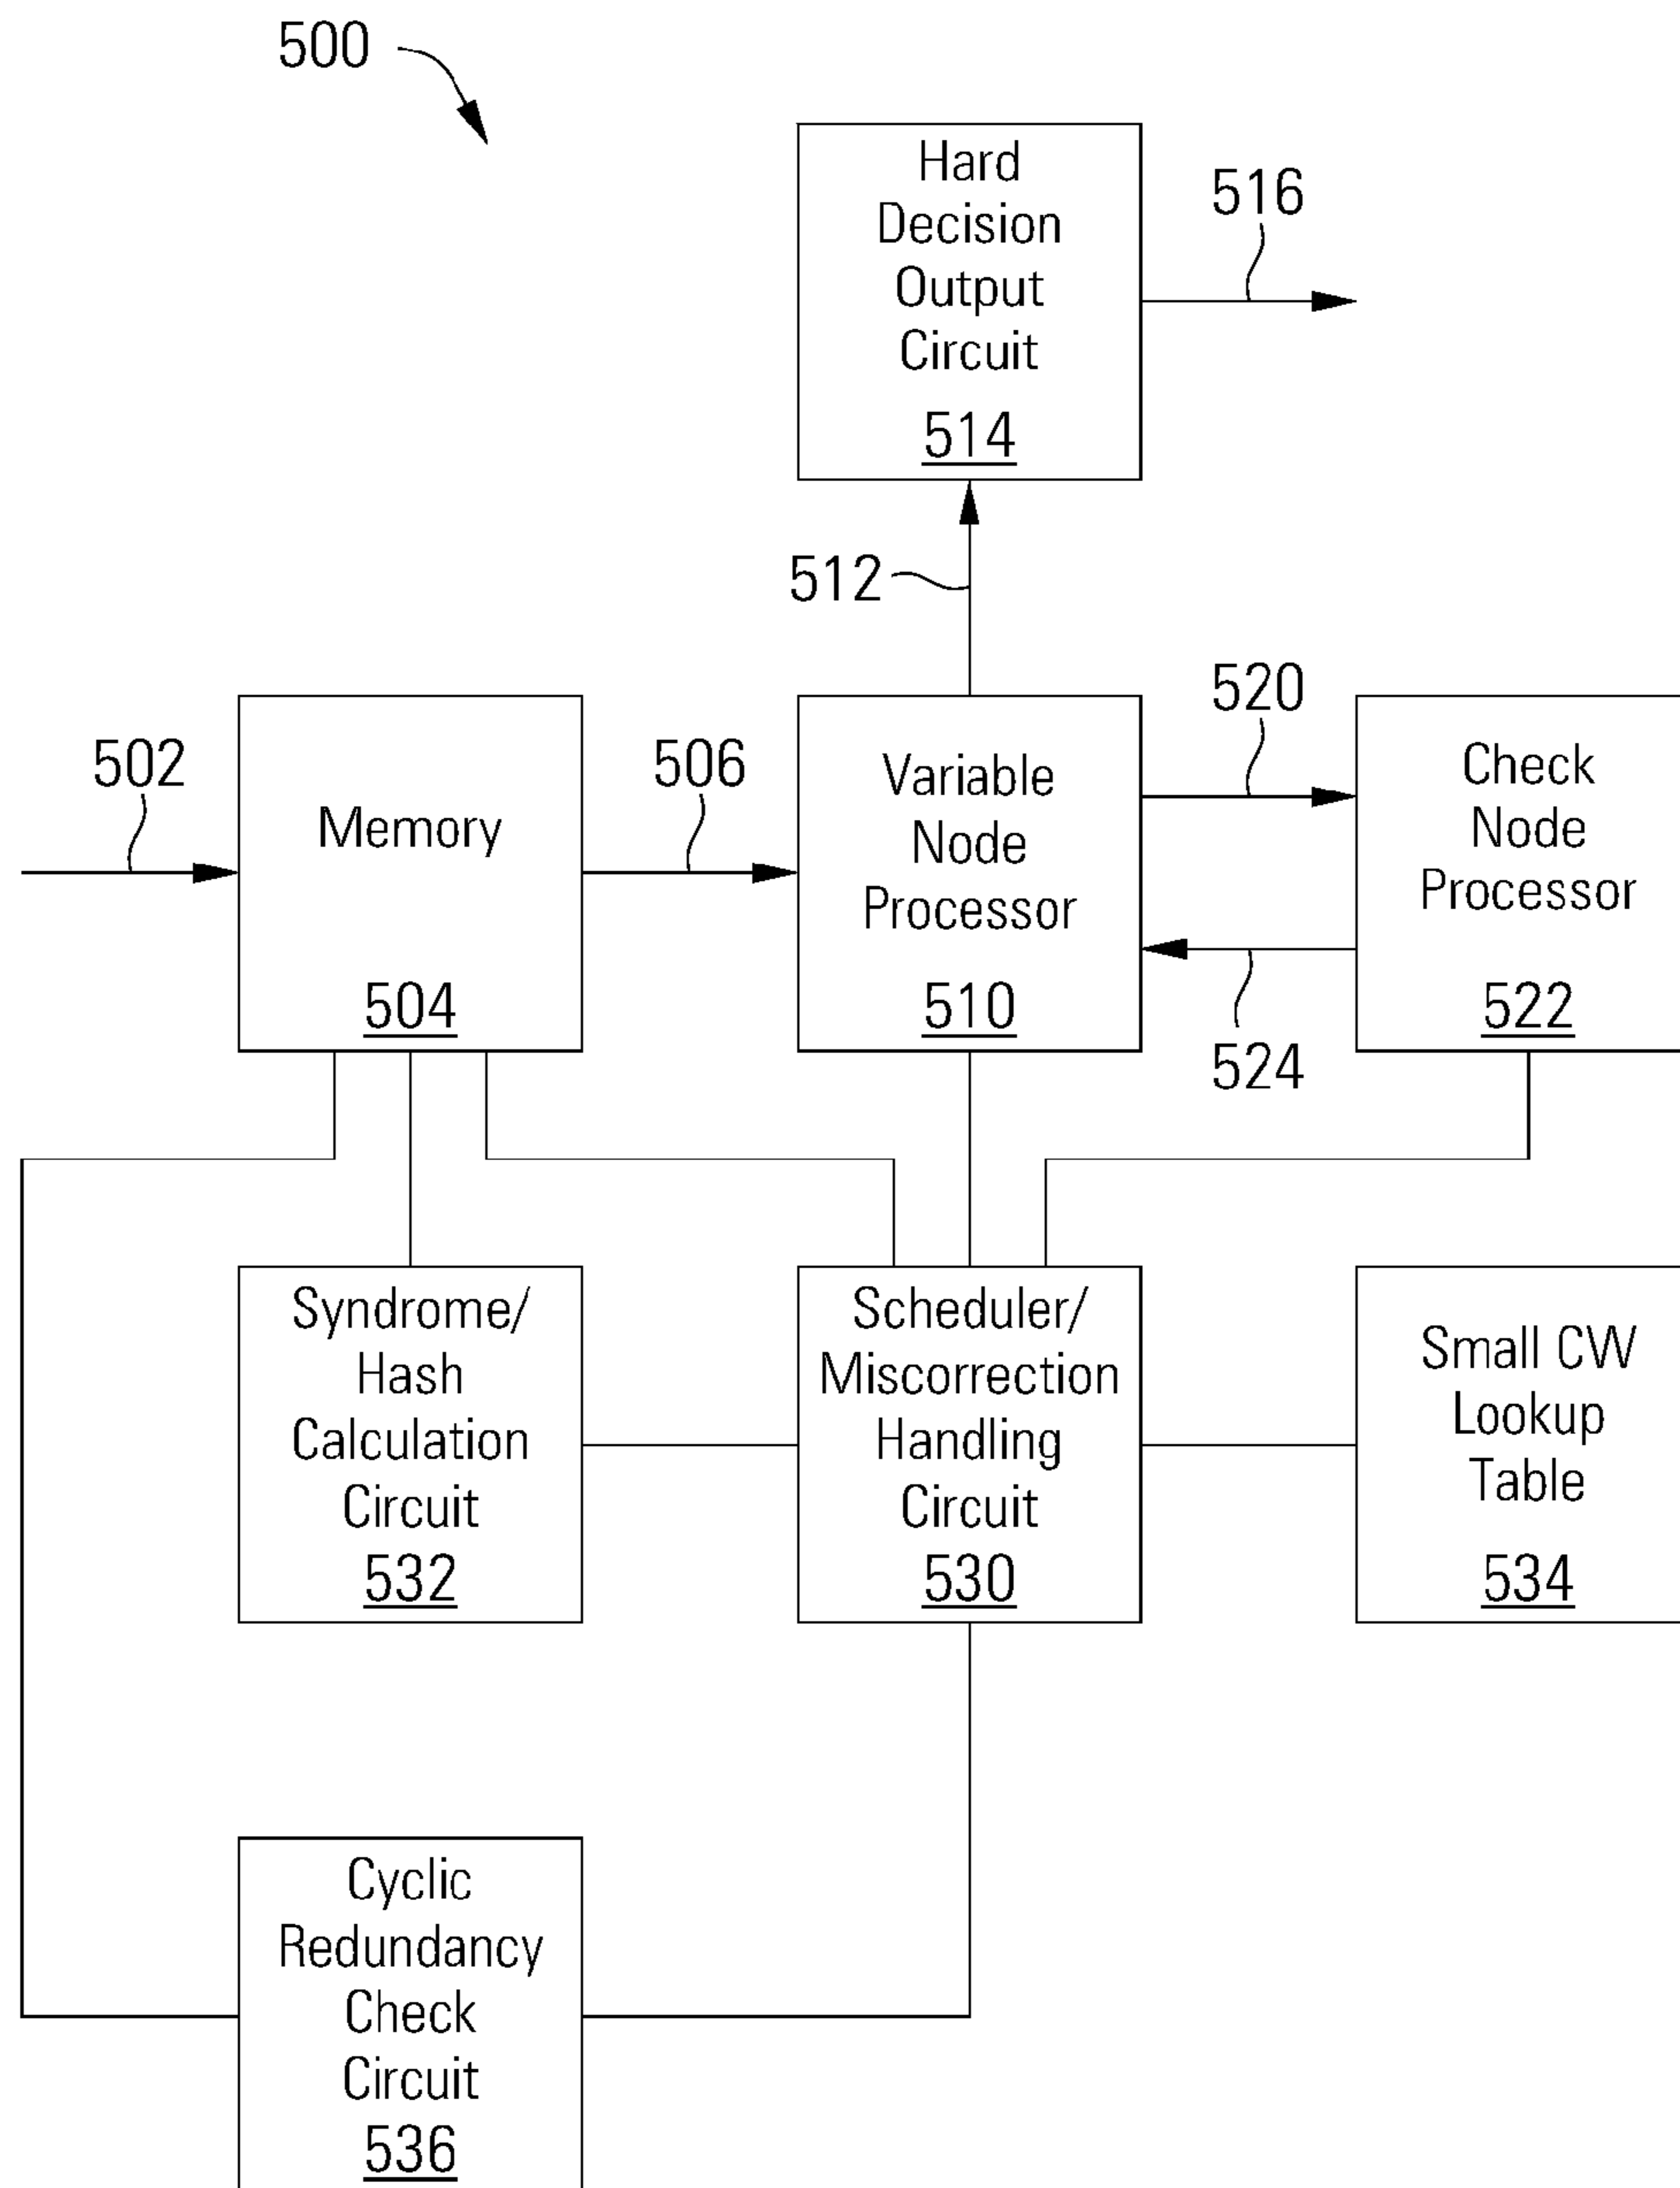 500
Hard
Decision
Output
Circuit
514
516
512
502
Memory
504
506
Variable
Node
Processor
510
520
524
Check
Node
Processor
522
Syndrome/
Hash
Calculation
Circuit
532
Scheduler/
Miscorrection
Handling
Circuit
530
Small CW
Lookup
Table
534
Cyclic
Redundancy
Check
Circuit
536